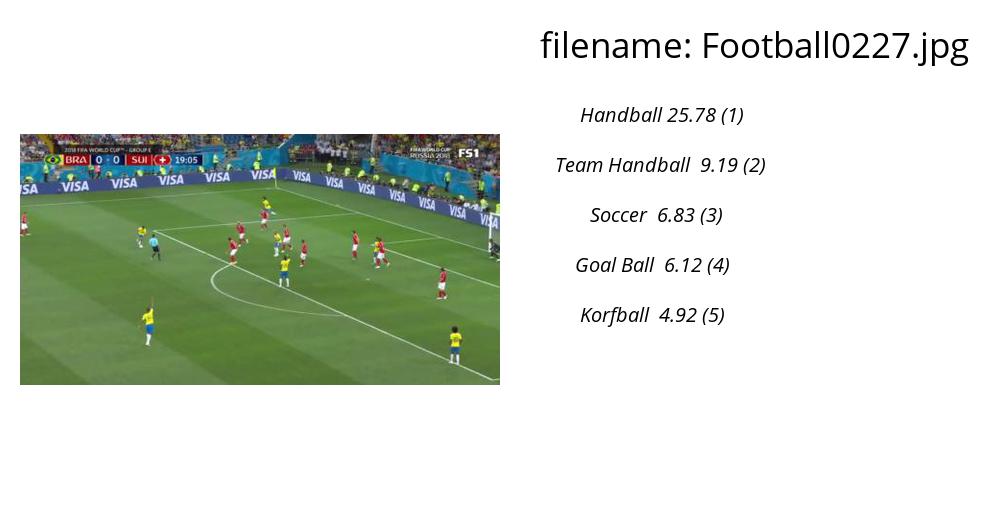 filename: Football0227.jpg
Handball 25.78 (1)
Team Handball 9.19 (2)
Soccer 6.83 (3)
Goal Ball 6.12 (4)
Korfball 4.92 (5)
2018 FIFA WORLD CUP™ - GROUP E
BRA 0 - 0 SUI 19:05
FIFA WORLD CUP
RUSSIA 2018 FS1
VISA VISA VISA VISA VISA VISA VISA VISA VISA VISA VISA VISA